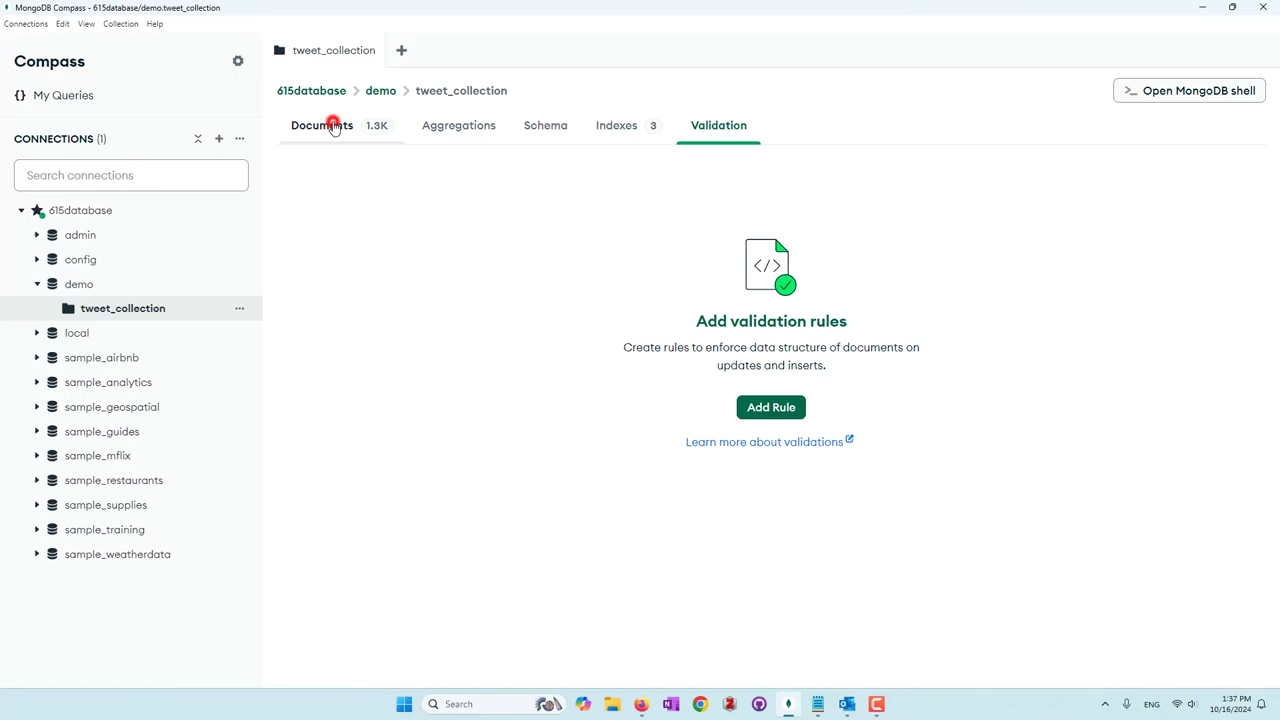 MongoDB Compass - 615database/demo.tweet_collection
Connections Edit View Collection Help
Compass
My Queries
CONNECTIONS (1)
Search connections
615database
admin
config
demo
tweet_collection
local
sample_airbnb
sample_analytics
sample_geospatial
sample_guides
sample_mflix
sample_restaurants
sample_supplies
sample_training
sample_weatherdata
tweet_collection
615database > demo > tweet_collection
>_ Open MongoDB shell
Documents 1.3K Aggregations Schema Indexes 3 Validation
Add validation rules
Create rules to enforce data structure of documents on
updates and inserts.
Add Rule
Learn more about validations
Search
ENG
1:37 PM
10/16/2024